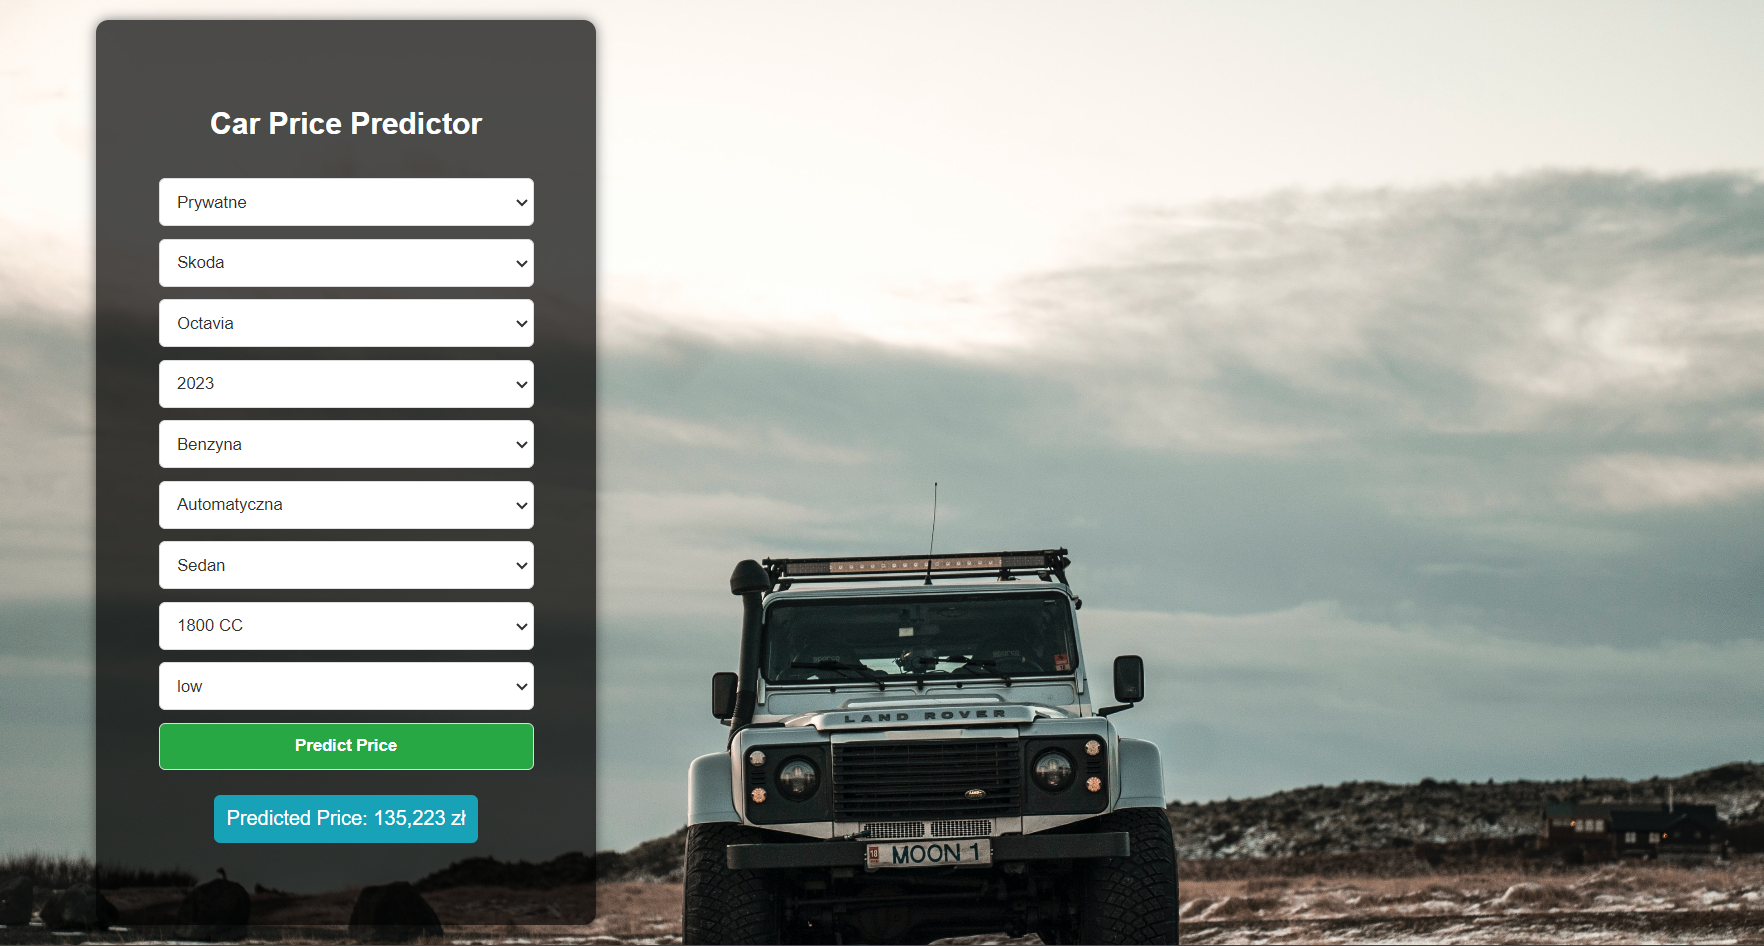 Car Price Predictor
Prywatne
Skoda
Octavia
2023
Benzyna
Automatyczna
Sedan
1800 CC
low
Predict Price
Predicted Price: 135,223 zł
LAND ROVER
MOON 1